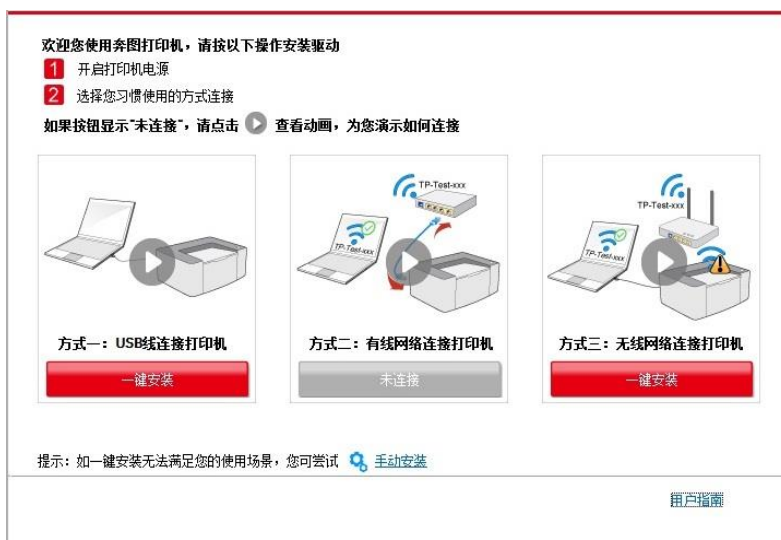 欢迎您使用奔图打印机，请按以下操作安装驱动
1 开启打印机电源
2 选择您习惯使用的方式连接
如果按钮显示"未连接"，请点击 查看动画，为您演示如何连接
TP-Test-xxx
TP-Test-xxx
TP-Test-xxx
TP-Test-xxx
方式一：USB线连接打印机
方式二：有线网络连接打印机
方式三：无线网络连接打印机
一键安装
未连接
一键安装
提示：如一键安装无法满足您的使用场景，您可尝试 手动安装
用户指南